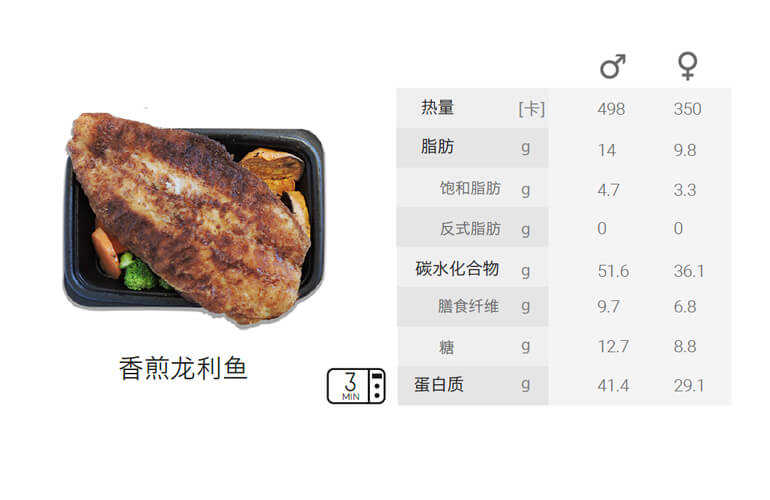 ♂ ♀
热量 [卡] 498 350
脂肪 g 14 9.8
饱和脂肪 g 4.7 3.3
反式脂肪 g 0 0
碳水化合物 g 51.6 36.1
膳食纤维 g 9.7 6.8
糖 g 12.7 8.8
蛋白质 g 41.4 29.1
香煎龙利鱼
3
MIN